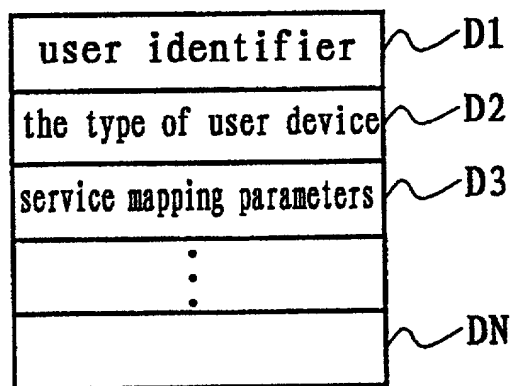 user identifier D1
the type of user device D2
service mapping parameters D3
DN